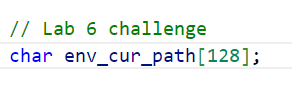 // Lab 6 challenge
char env_cur_path[128];